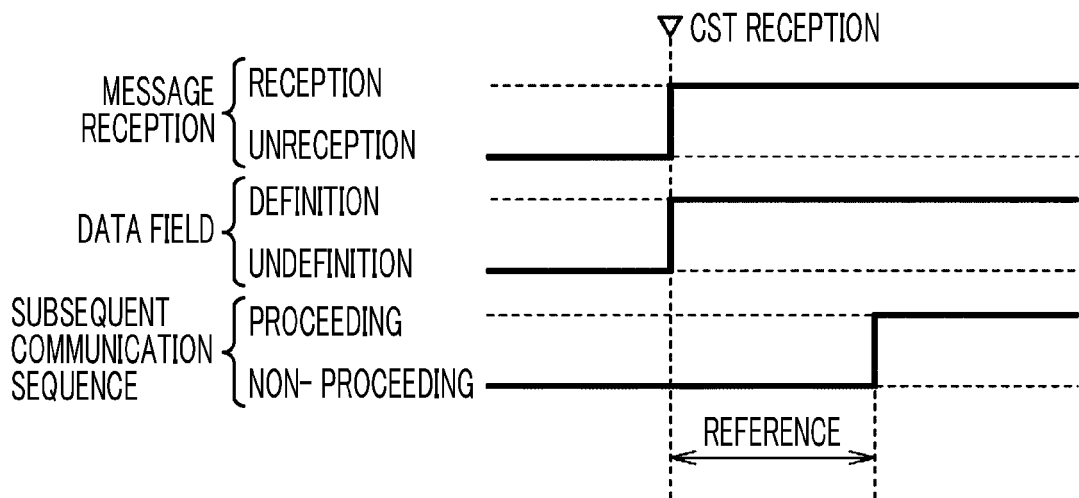 ▽ CST RECEPTION
MESSAGE
RECEPTION
RECEPTION
UNRECEPTION
DATA FIELD
DEFINITION
UNDEFINITION
SUBSEQUENT
COMMUNICATION
SEQUENCE
PROCEEDING
NON- PROCEEDING
REFERENCE